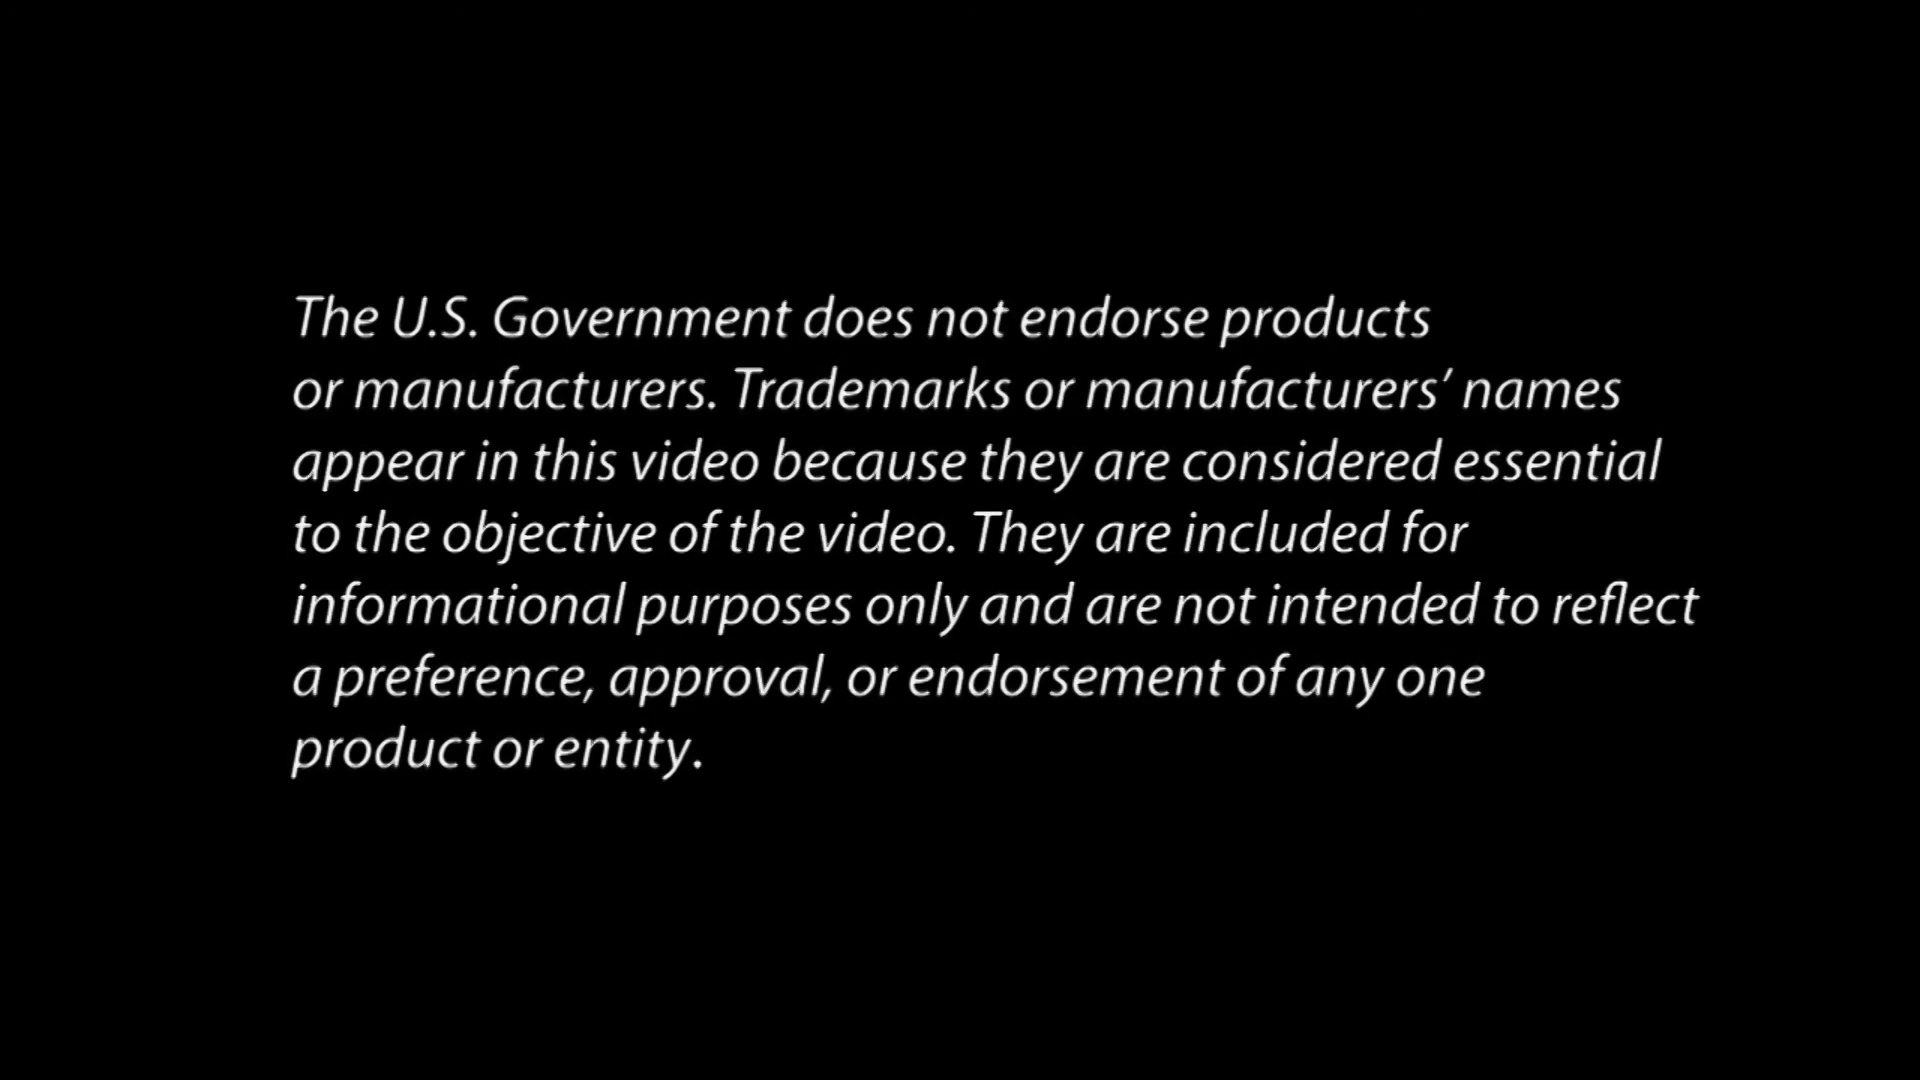 The U.S. Government does not endorse products
or manufacturers. Trademarks or manufacturers’ names
appear in this video because they are considered essential
to the objective of the video. They are included for
informational purposes only and are not intended to reflect
a preference, approval, or endorsement of any one
product or entity.